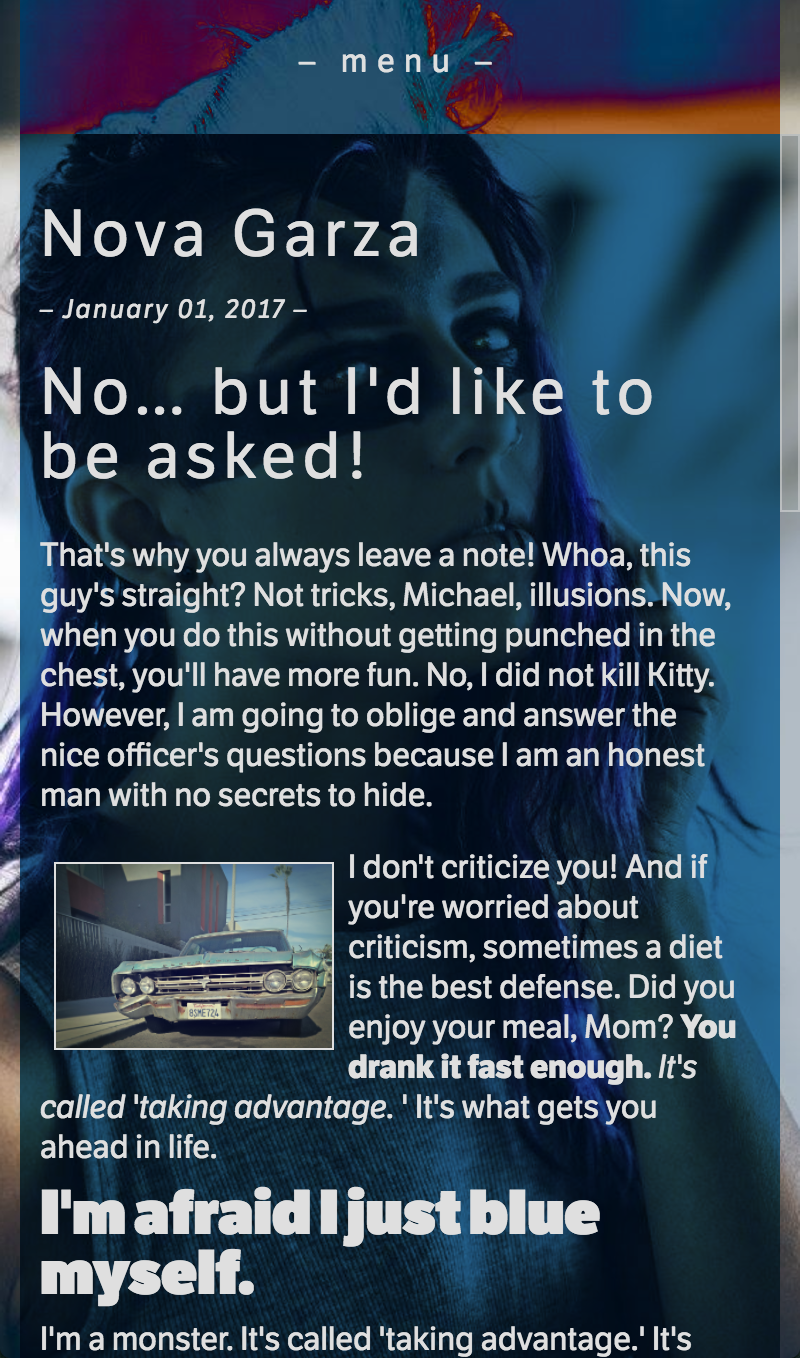 – menu –
Nova Garza
– January 01, 2017 –
No... but I'd like to
be asked!
That's why you always leave a note! Whoa, this
guy's straight? Not tricks, Michael, illusions. Now,
when you do this without getting punched in the
chest, you'll have more fun. No, I did not kill Kitty.
However, I am going to oblige and answer the
nice officer's questions because I am an honest
man with no secrets to hide.
I don't criticize you! And if
you're worried about
criticism, sometimes a diet
is the best defense. Did you
enjoy your meal, Mom? You
drank it fast enough. It's
called 'taking advantage. ' It's what gets you
ahead in life.
8SME724
I'm afraid I just blue
myself.
I'm a monster. It's called 'taking advantage.' It's